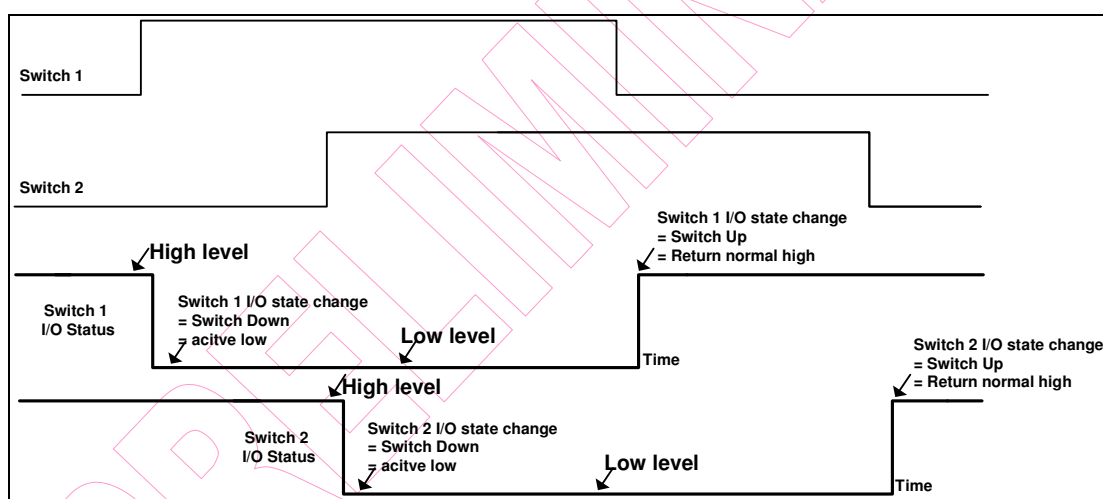 Switch 1
Switch 2
Switch 1 I/O state change
= Switch Up
= Return normal high
High level
Switch 1
I/O Status
Switch 1 I/O state change
= Switch Down
= acitve low
Low level
Time
Switch 2 I/O state change
= Switch Up
= Return normal high
High level
Switch 2
I/O Status
Switch 2 I/O state change
= Switch Down
= acitve low
Low level
Time